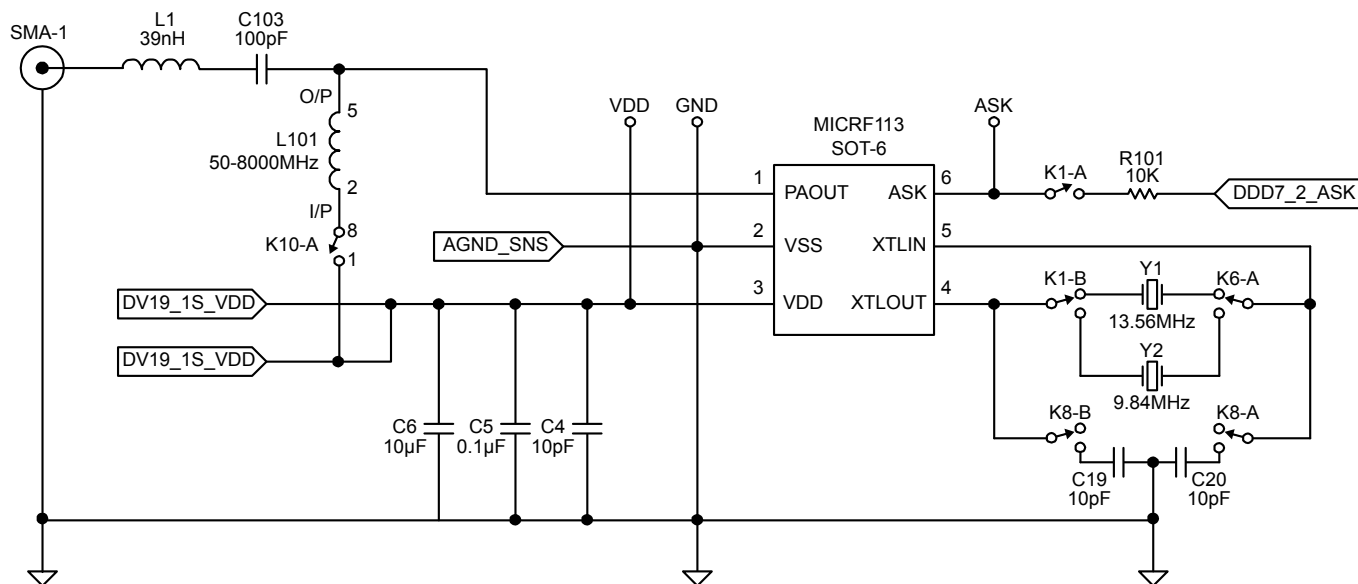 SMA-1
L1
39nH
C103
100pF
O/P
5
L101
50-8000MHz
2
I/P
8
K10-A
1
VDD
GND
AGND_SNS
DV19_1S_VDD
DV19_1S_VDD
C6
10µF
C5
0.1µF
C4
10pF
MICRF113
SOT-6
1
PAOUT
2
VSS
3
VDD
ASK
6
XTLIN
5
XTLOUT
4
ASK
K1-A
R101
10K
DDD7_2_ASK
K1-B
Y1
K6-A
13.56MHz
Y2
9.84MHz
K8-B
K8-A
C19
10pF
C20
10pF